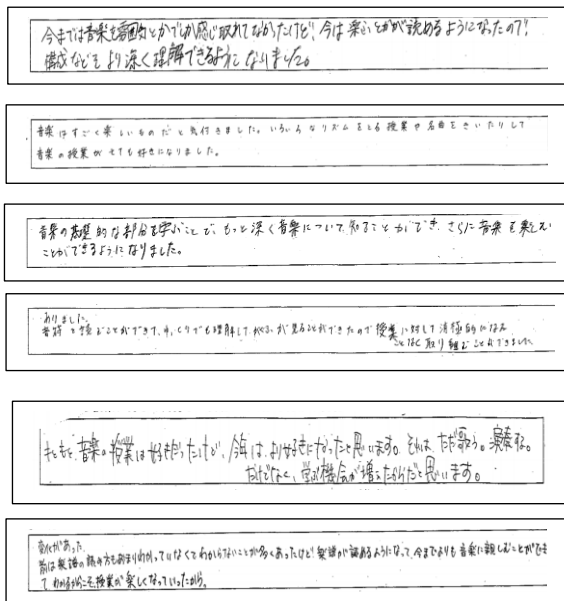 今までは音楽を雰囲気とかでしか感じ取れてなかったけど、今は楽ふとかが読めるようになったので、
構成なども より深く理解できるように なりました。
音楽はすごく楽しいものだと気付きました。いろいろなリズムをとる授業や名曲をきいたりして
音楽の授業がとても好きになりました。
音楽の基礎的な部分を学ぶことで、もっと深く音楽について知ることができ、さらに音楽を楽しむ
ことができるようになりました。
ありました。
音符を読むことができて、ゆっくりでも理解して、がくふが見ることができたので授業に対して消極的になる
ことなく取り組むことができました
もともと音楽の授業は好きだったけど、今年は、より好きになったと思います。それは、ただ歌う。演奏する。
だけでなく、学ぶ機会が増えたからだと思います。
変化があった。
前は楽譜の読み方もあまりわかっていなくてわからないことが多くあったけど楽譜が読めるようになって、今までよりも音楽に親しむことができ
て わかるからこそ授業が楽しくなっていったから。